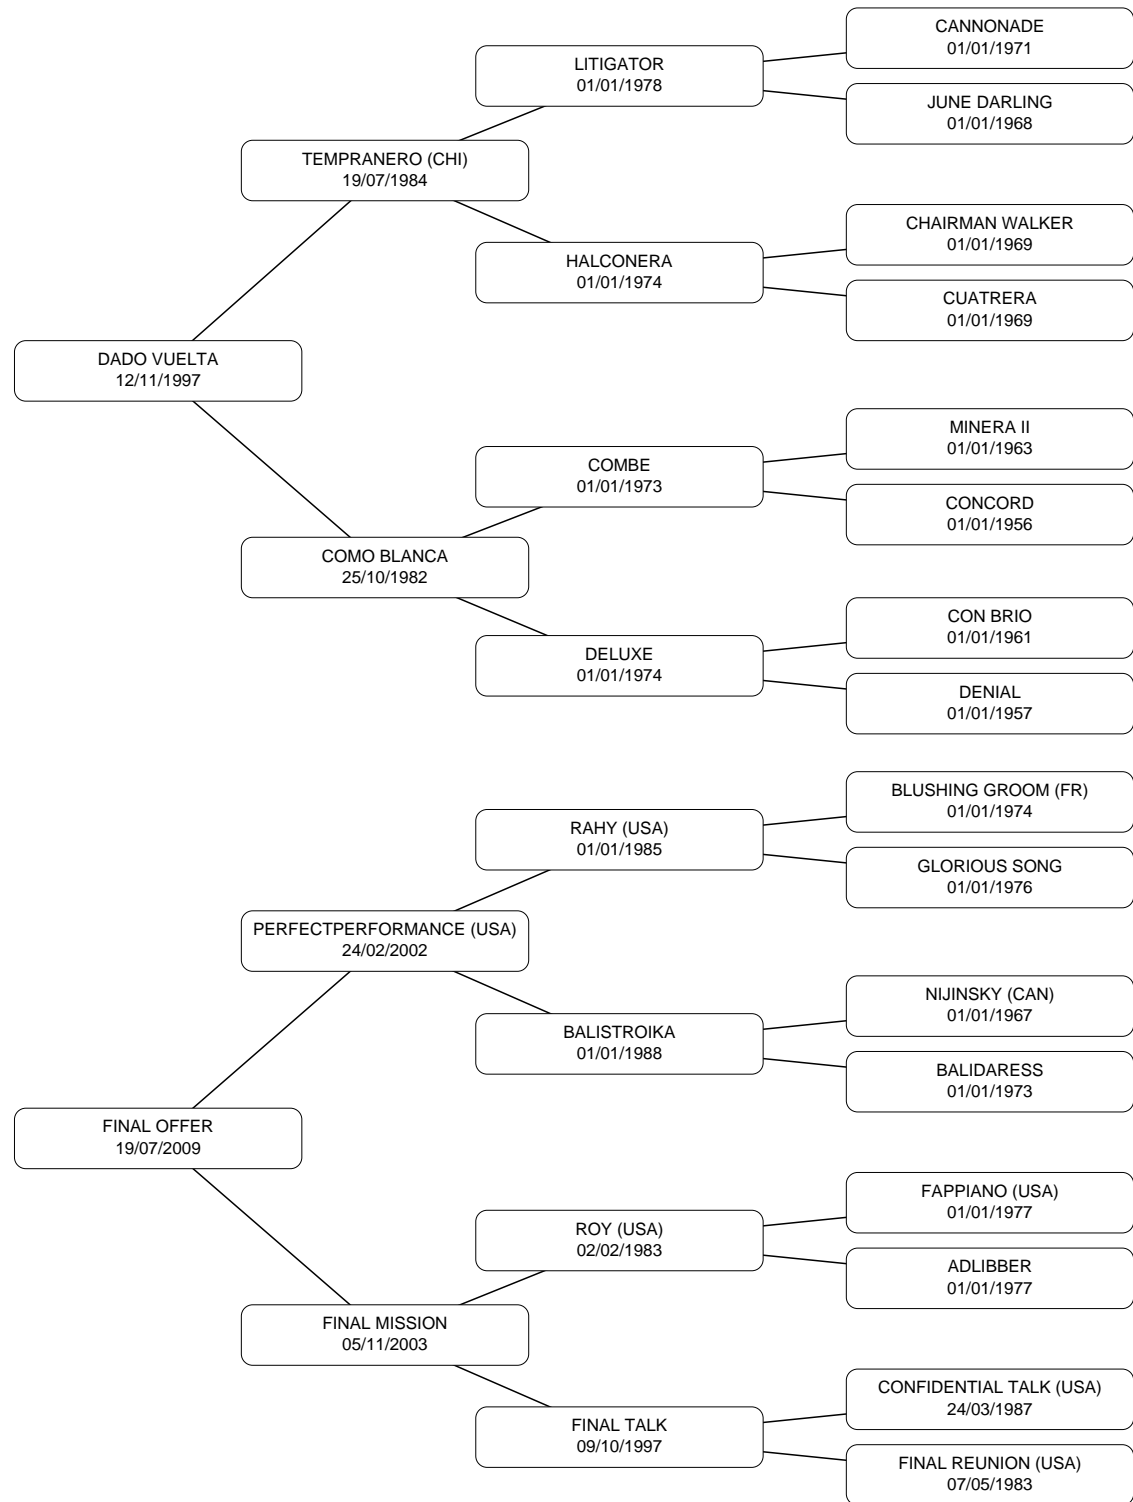 CANNONADE
01/01/1971
LITIGATOR
01/01/1978
JUNE DARLING
01/01/1968
TEMPRANERO (CHI)
19/07/1984
CHAIRMAN WALKER
01/01/1969
HALCONERA
01/01/1974
CUATRERA
01/01/1969
DADO VUELTA
12/11/1997
MINERA II
01/01/1963
COMBE
01/01/1973
CONCORD
01/01/1956
COMO BLANCA
25/10/1982
CON BRIO
01/01/1961
DELUXE
01/01/1974
DENIAL
01/01/1957
BLUSHING GROOM (FR)
01/01/1974
RAHY (USA)
01/01/1985
GLORIOUS SONG
01/01/1976
PERFECTPERFORMANCE (USA)
24/02/2002
NIJINSKY (CAN)
01/01/1967
BALISTROIKA
01/01/1988
BALIDARESS
01/01/1973
FINAL OFFER
19/07/2009
FAPPIANO (USA)
01/01/1977
ROY (USA)
02/02/1983
ADLIBBER
01/01/1977
FINAL MISSION
05/11/2003
CONFIDENTIAL TALK (USA)
24/03/1987
FINAL TALK
09/10/1997
FINAL REUNION (USA)
07/05/1983